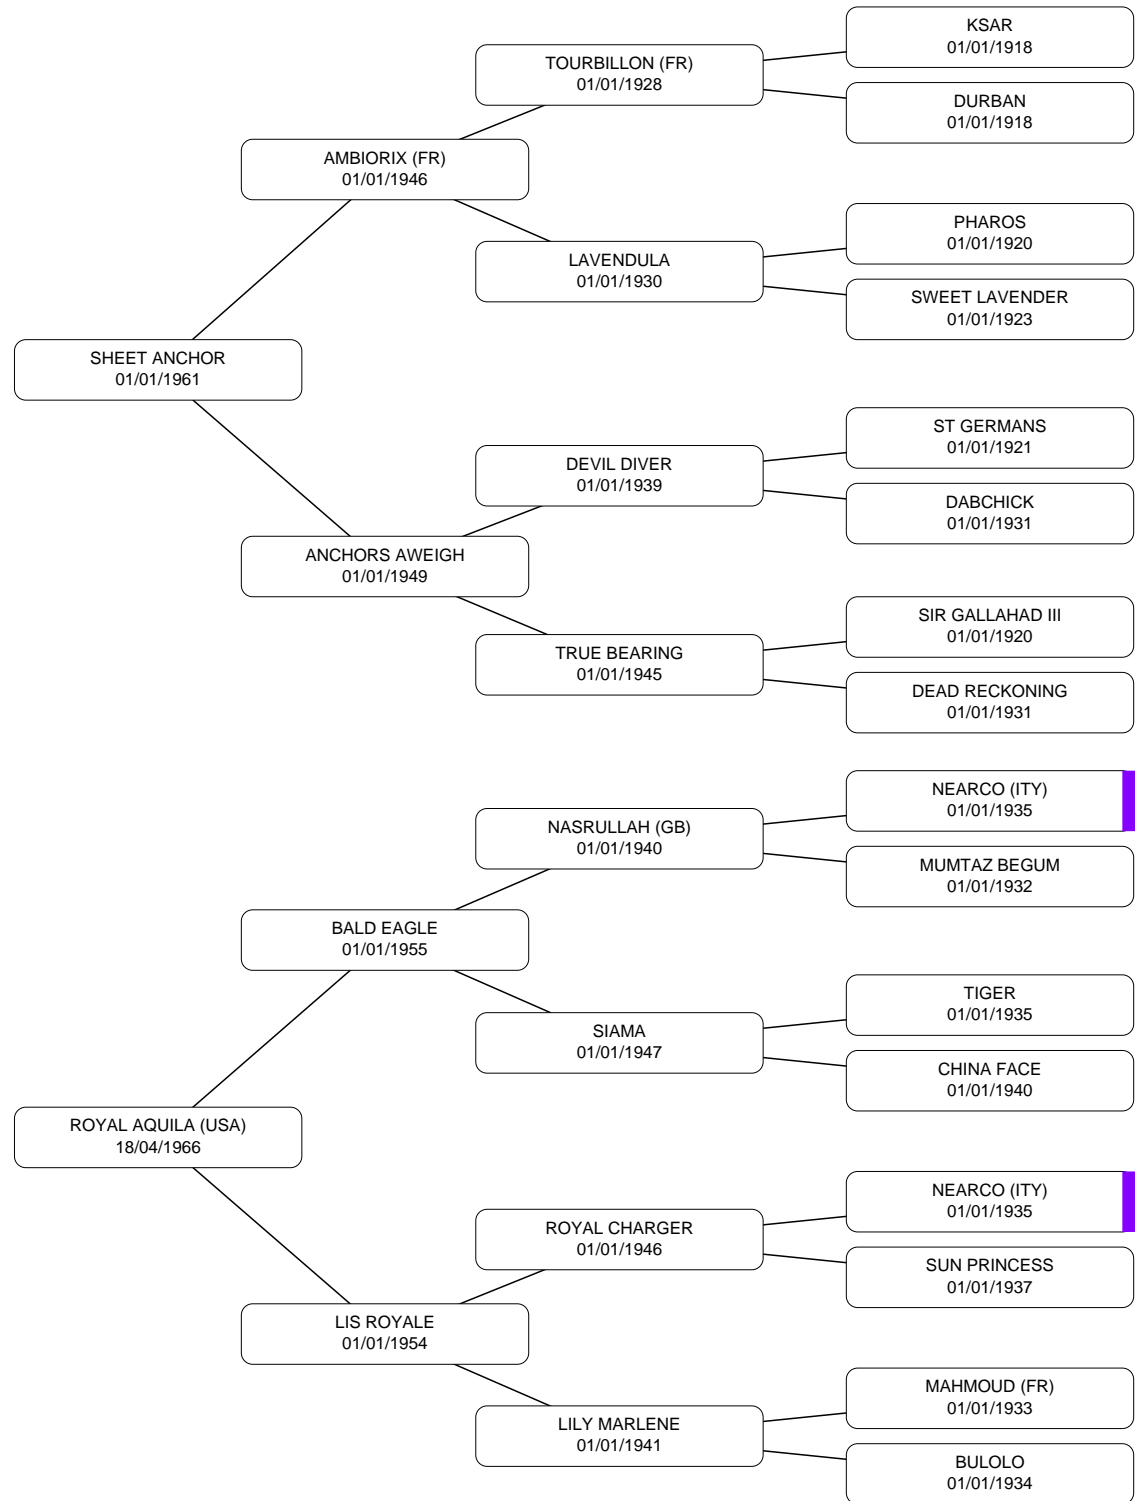 KSAR
01/01/1918
TOURBILLON (FR)
01/01/1928
DURBAN
01/01/1918
AMBIORIX (FR)
01/01/1946
PHAROS
01/01/1920
LAVENDULA
01/01/1930
SWEET LAVENDER
01/01/1923
SHEET ANCHOR
01/01/1961
ST GERMANS
01/01/1921
DEVIL DIVER
01/01/1939
DABCHICK
01/01/1931
ANCHORS AWEIGH
01/01/1949
SIR GALLAHAD III
01/01/1920
TRUE BEARING
01/01/1945
DEAD RECKONING
01/01/1931
NEARCO (ITY)
01/01/1935
NASRULLAH (GB)
01/01/1940
MUMTAZ BEGUM
01/01/1932
BALD EAGLE
01/01/1955
TIGER
01/01/1935
SIAMA
01/01/1947
CHINA FACE
01/01/1940
ROYAL AQUILA (USA)
18/04/1966
NEARCO (ITY)
01/01/1935
ROYAL CHARGER
01/01/1946
SUN PRINCESS
01/01/1937
LIS ROYALE
01/01/1954
MAHMOUD (FR)
01/01/1933
LILY MARLENE
01/01/1941
BULOLO
01/01/1934